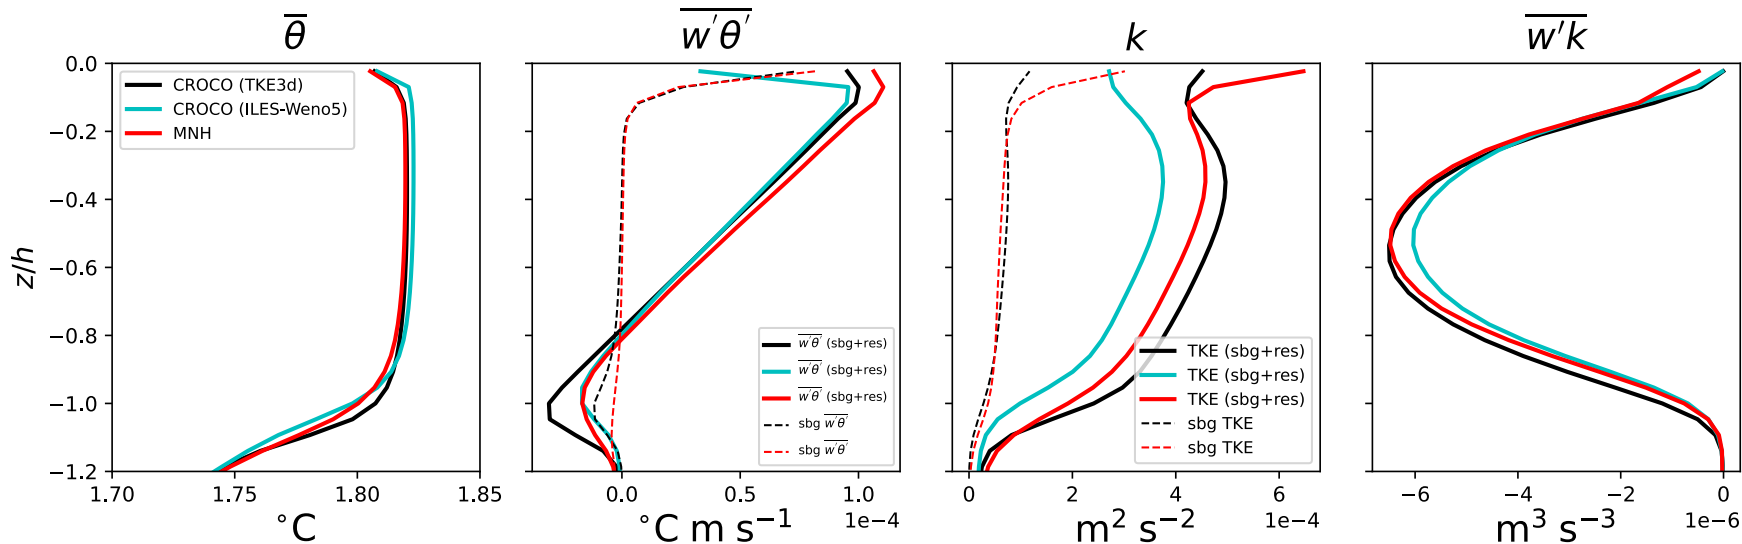 θ̅
w′θ′
k
w′k
0.0
−0.2
−0.4
−0.6
−0.8
−1.0
−1.2
z/h
CROCO (TKE3d)
CROCO (ILES-Weno5)
MNH
1.70 1.75 1.80 1.85
°C
w′θ′ (sbg+res)
w′θ′ (sbg+res)
w′θ′ (sbg+res)
sbg w′θ′
sbg w′θ′
0.0 0.5 1.0
1e−4
°C m s⁻¹
TKE (sbg+res)
TKE (sbg+res)
TKE (sbg+res)
sbg TKE
sbg TKE
0 2 4 6
1e−4
m² s⁻²
−6 −4 −2 0
1e−6
m³ s⁻³